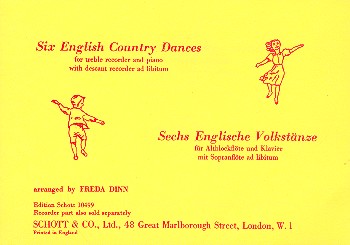 Six English Country Dances
for treble recorder and piano
with descant recorder ad libitum
Sechs Englische Volkstänze
für Altblockflöte und Klavier
mit Sopranflöte ad libitum
arranged by FREDA DINN
Edition Schott 10459
Recorder part also sold separately
SCHOTT & CO., Ltd., 48 Great Marlborough Street, London, W. 1
Printed in England